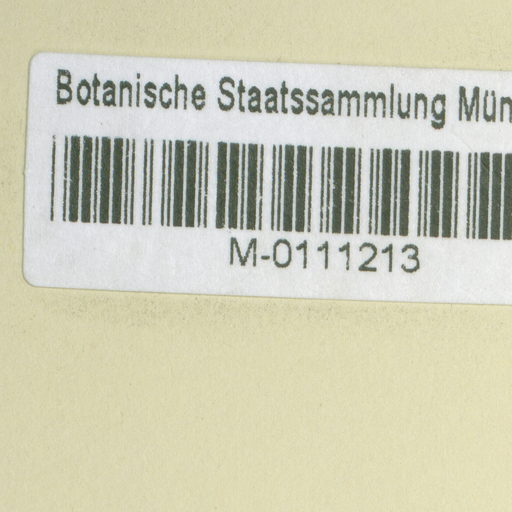 Botanische Staatssammlung Mün
M-0111213